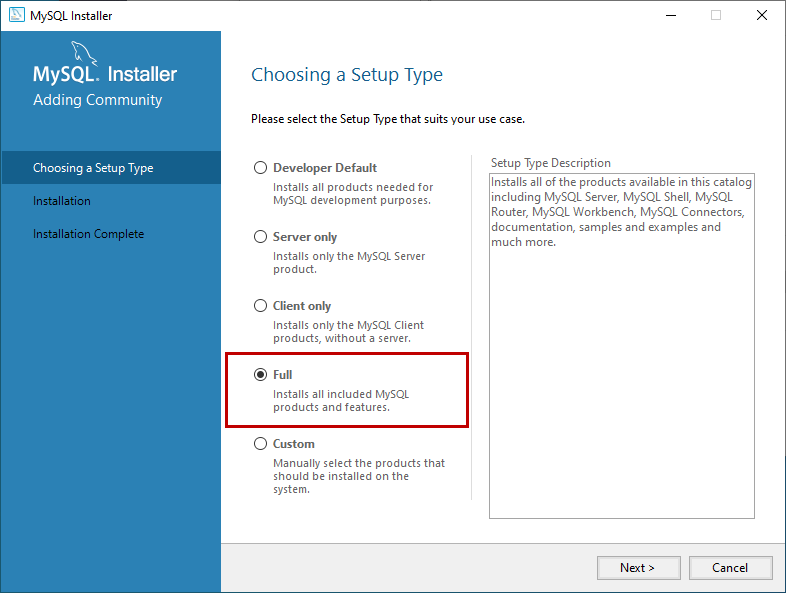 MySQL Installer
MySQL. Installer
Adding Community
Choosing a Setup Type
Installation
Installation Complete
Choosing a Setup Type
Please select the Setup Type that suits your use case.
Developer Default
Installs all products needed for
MySQL development purposes.
Server only
Installs only the MySQL Server
product.
Client only
Installs only the MySQL Client
products, without a server.
Full
Installs all included MySQL
products and features.
Custom
Manually select the products that
should be installed on the
system.
Setup Type Description
Installs all of the products available in this catalog
including MySQL Server, MySQL Shell, MySQL
Router, MySQL Workbench, MySQL Connectors,
documentation, samples and examples and
much more.
Next >
Cancel